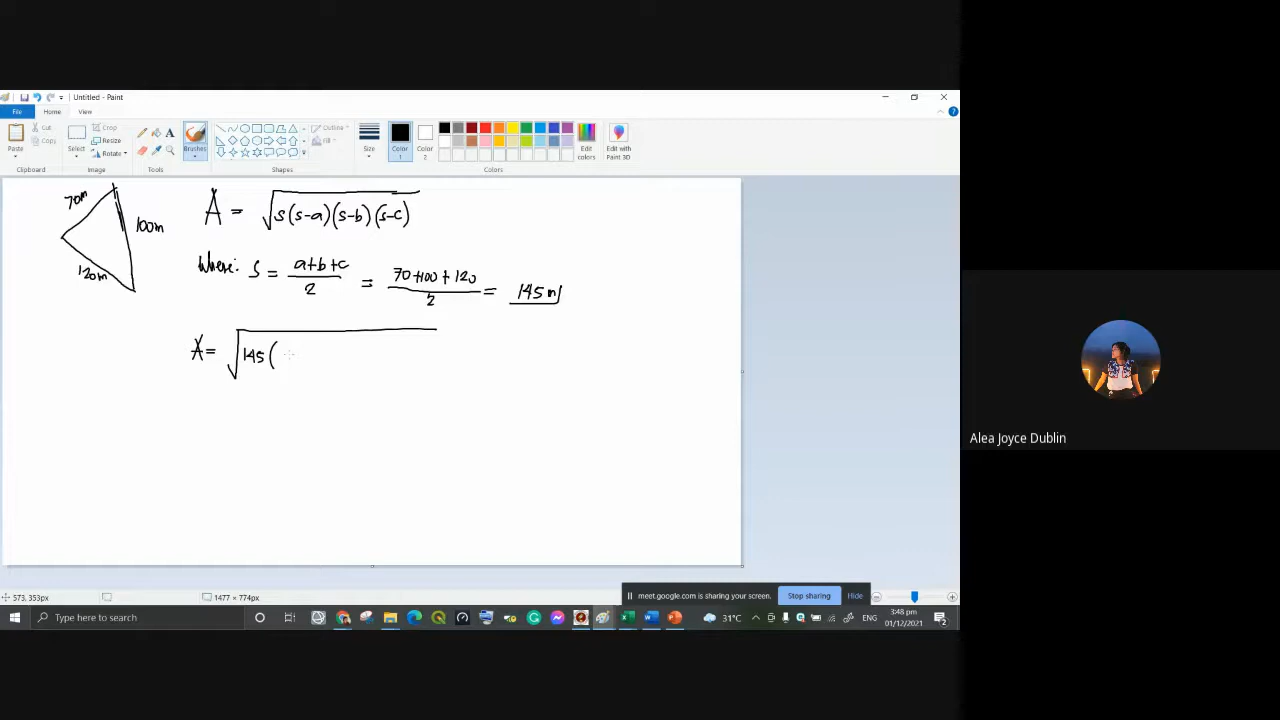 Untitled - Paint
File Home View
Paste
Cut
Copy
Clipboard
Select
Crop
Resize
Rotate
Image
A
Tools
Brushes
Outline
Fill
Shapes
Size
Color 1
Color 2
Edit colors
Edit with Paint 3D
Colors
70m
100m
120m
A = √s(s-a)(s-b)(s-c)
Where: S = a+b+c / 2 = 70+100+120 / 2 = 145m
A = √145(
Alea Joyce Dublin
573, 353px
1477 × 774px
meet.google.com is sharing your screen. Stop sharing Hide
Type here to search
31°C
ENG
3:48 pm
01/12/2021
2